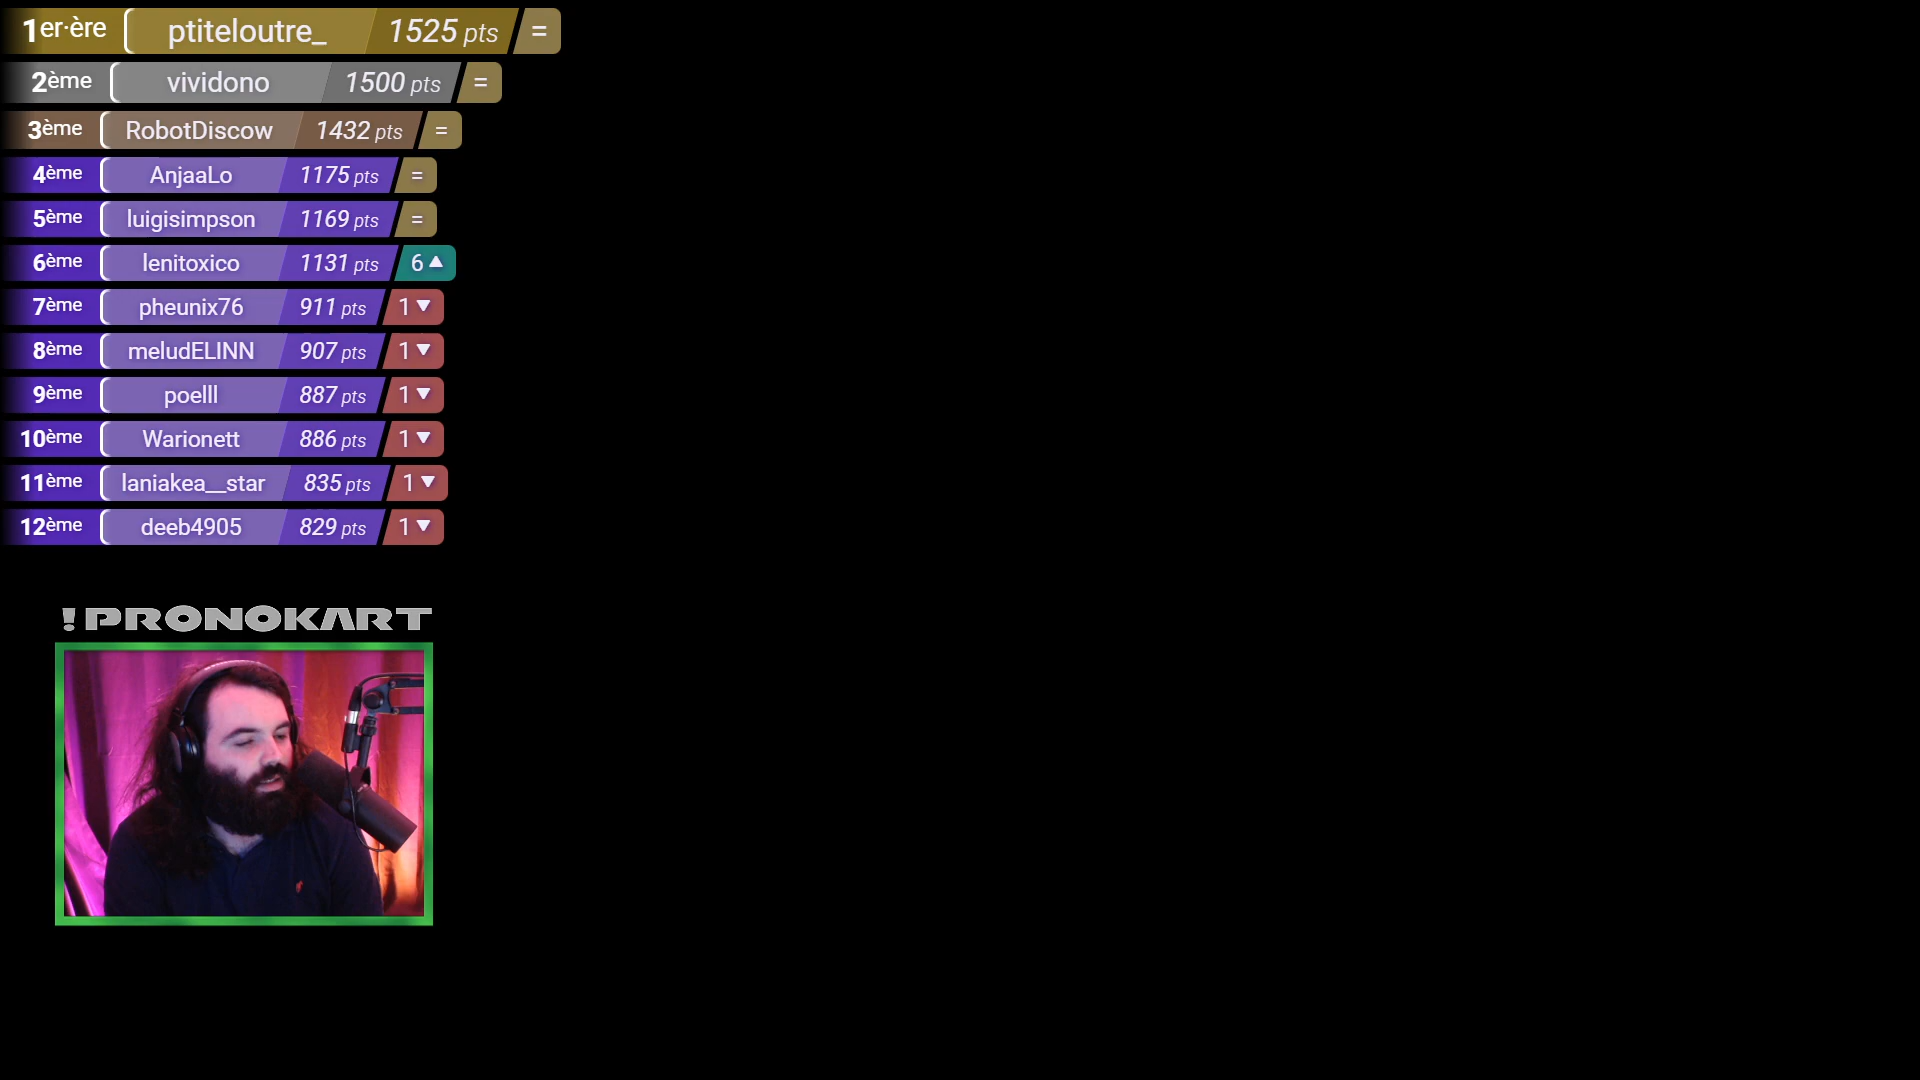 1er·ère ptiteloutre_ 1525 pts =
2ème vividono 1500 pts =
3ème RobotDiscow 1432 pts =
4ème AnjaaLo 1175 pts =
5ème luigisimpson 1169 pts =
6ème lenitoxico 1131 pts 6▲
7ème pheunix76 911 pts 1▼
8ème meludELINN 907 pts 1▼
9ème poelll 887 pts 1▼
10ème Warionett 886 pts 1▼
11ème laniakea__star 835 pts 1▼
12ème deeb4905 829 pts 1▼
!PRONOKART